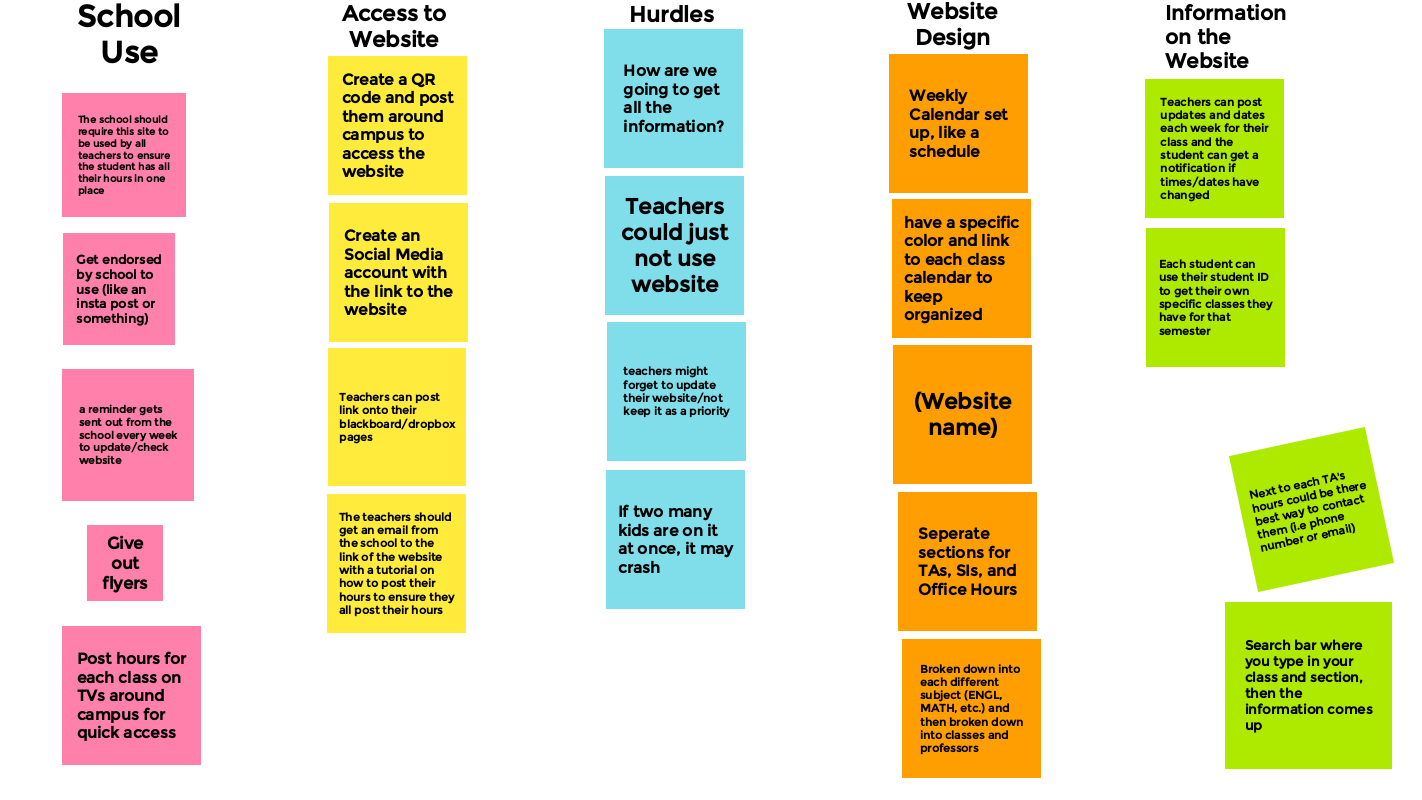 School
Use
The school should
require this site to
be used by all
teachers to ensure
the student has all
their hours in one
place
Get endorsed
by school to
use (like an
insta post or
something)
a reminder gets
sent out from the
school every week
to update/check
website
Give
out
flyers
Post hours for
each class on
TVs around
campus for
quick access
Access to
Website
Create a QR
code and post
them around
campus to
access the
website
Create an
Social Media
account with
the link to the
website
Teachers can post
link onto their
blackboard/dropbox
pages
The teachers should
get an email from
the school to the
link of the website
with a tutorial on
how to post their
hours to ensure they
all post their hours
Hurdles
How are we
going to get
all the
information?
Teachers
could just
not use
website
teachers might
forget to update
their website/not
keep it as a priority
If two many
kids are on it
at once, it may
crash
Website
Design
Weekly
Calendar set
up, like a
schedule
have a specific
color and link
to each class
calendar to
keep
organized
(Website
name)
Seperate
sections for
TAs, SIs, and
Office Hours
Broken down into
each different
subject (ENGL,
MATH, etc.) and
then broken down
into classes and
professors
Information
on the
Website
Teachers can post
updates and dates
each week for their
class and the
student can get a
notification if
times/dates have
changed
Each student can
use their student ID
to get their own
specific classes they
have for that
semester
Next to each TA's
hours could be there
best way to contact
them (i.e phone
number or email)
Search bar where
you type in your
class and section,
then the
information comes
up